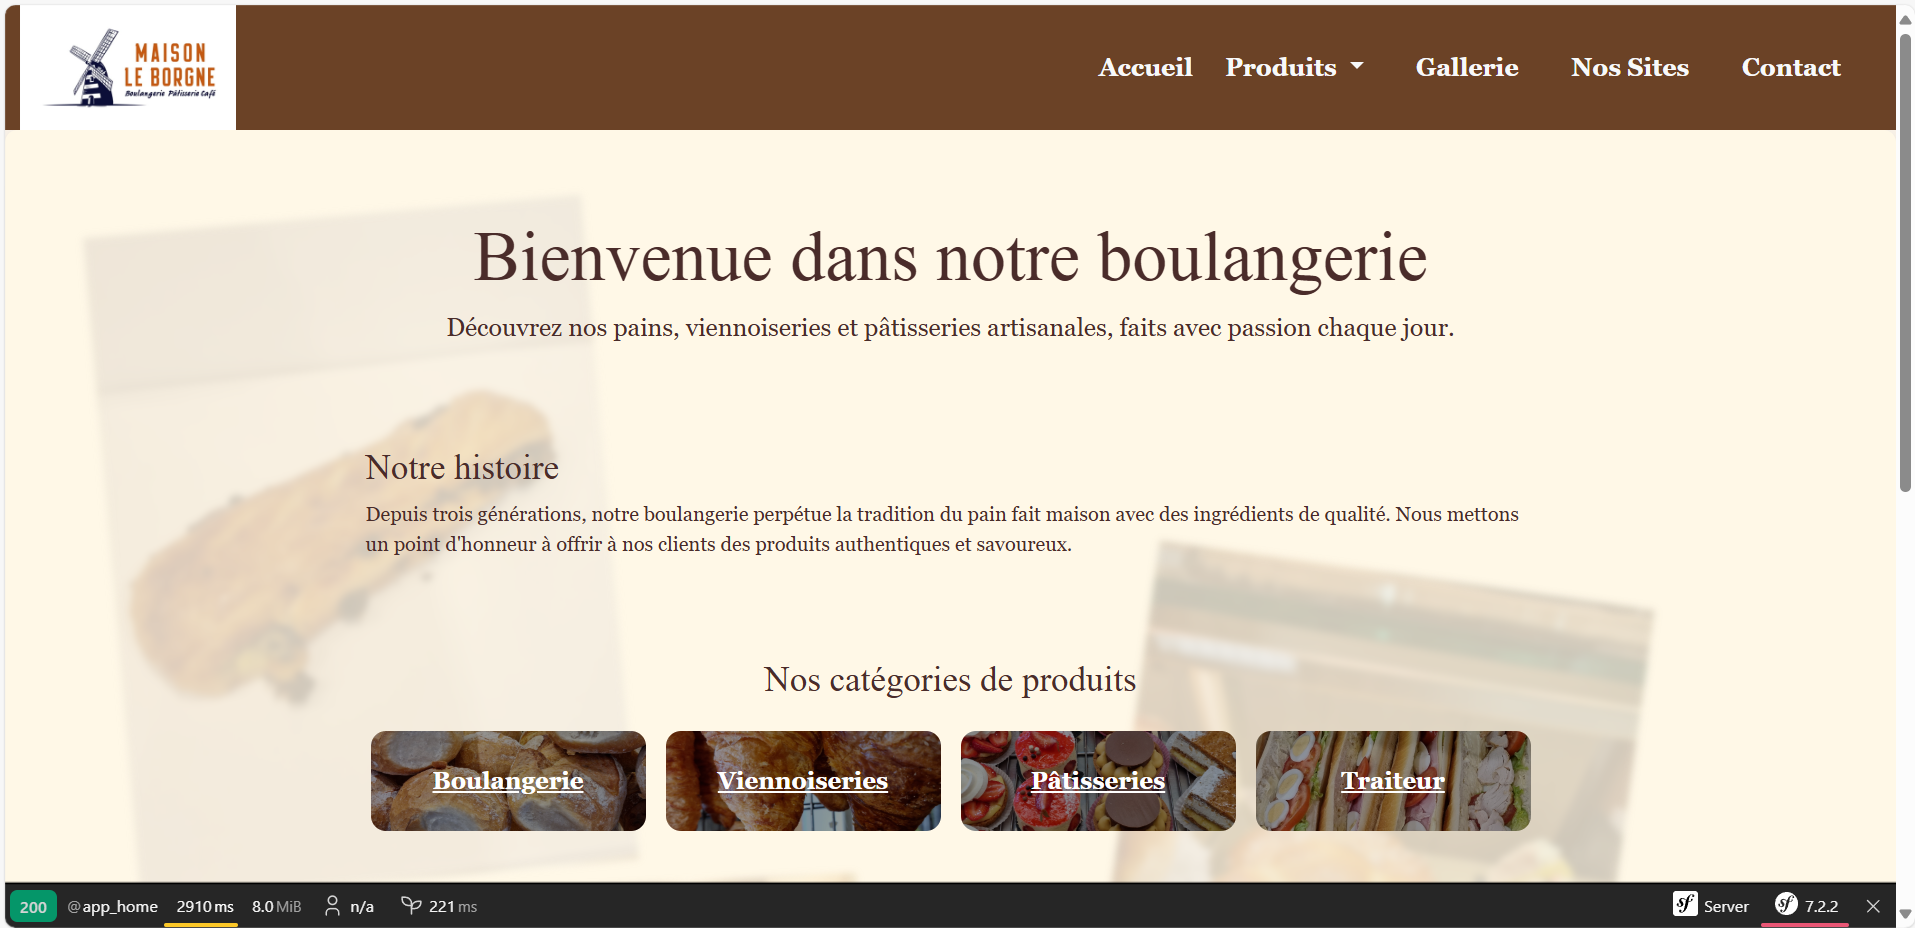 MAISON
LE BORGNE
Boulangerie Pâtisserie Café
Accueil
Produits
Gallerie
Nos Sites
Contact
Bienvenue dans notre boulangerie
Découvrez nos pains, viennoiseries et pâtisseries artisanales, faits avec passion chaque jour.
Notre histoire
Depuis trois générations, notre boulangerie perpétue la tradition du pain fait maison avec des ingrédients de qualité. Nous mettons
un point d'honneur à offrir à nos clients des produits authentiques et savoureux.
Nos catégories de produits
Boulangerie
Viennoiseries
Pâtisseries
Traiteur
200 @app_home 2910 ms 8.0 MiB n/a 221 ms
sf Server sf 7.2.2